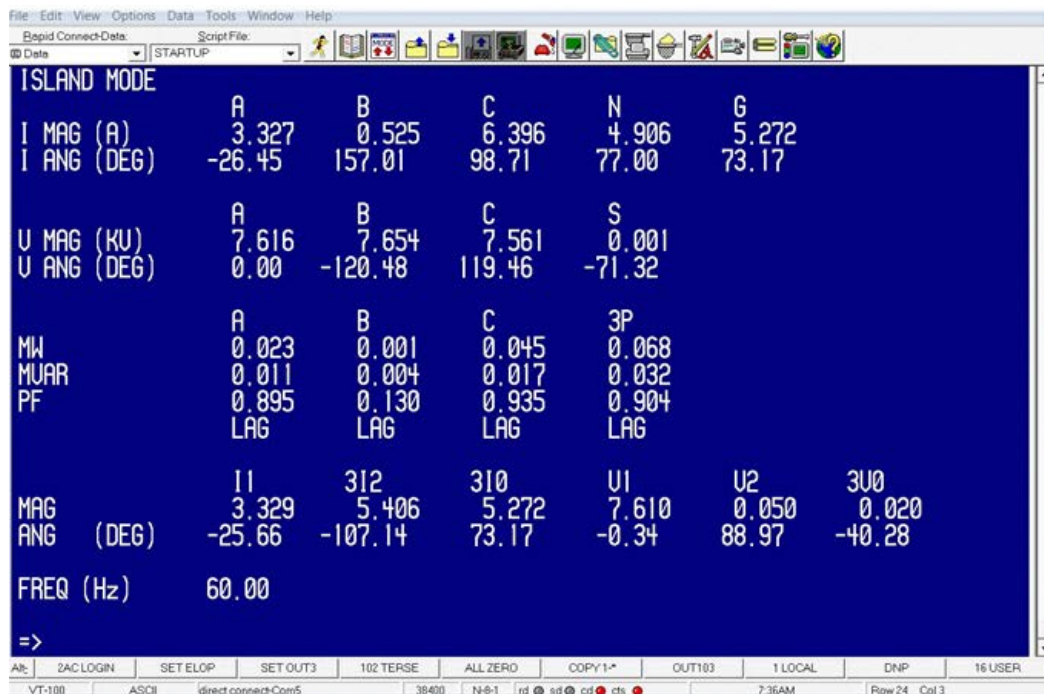 File Edit View Options Data Tools Window Help
Rapid Connect-Data: Script File:
Data STARTUP
ISLAND MODE
A B C N G
I MAG (A) 3.327 0.525 6.396 4.906 5.272
I ANG (DEG) -26.45 157.01 98.71 77.00 73.17
A B C S
V MAG (KV) 7.616 7.654 7.561 0.001
V ANG (DEG) 0.00 -120.48 119.46 -71.32
A B C 3P
MW 0.023 0.001 0.045 0.068
MVAR 0.011 0.004 0.017 0.032
PF 0.895 0.130 0.935 0.904
LAG LAG LAG LAG
I1 3I2 3I0 V1 V2 3V0
MAG 3.329 5.406 5.272 7.610 0.050 0.020
ANG (DEG) -25.66 -107.14 73.17 -0.34 88.97 -40.28
FREQ (Hz) 60.00
=>
Alt- 2AC LOGIN SET ELOP SET OUT3 102 TERSE ALL ZERO COPY 1-* OUT103 1 LOCAL DNP 16 USER
VT-100 ASCII direct connect-Com5 38400 N-8-1 rd sd cd cts 7:36AM Row 24 Col 3